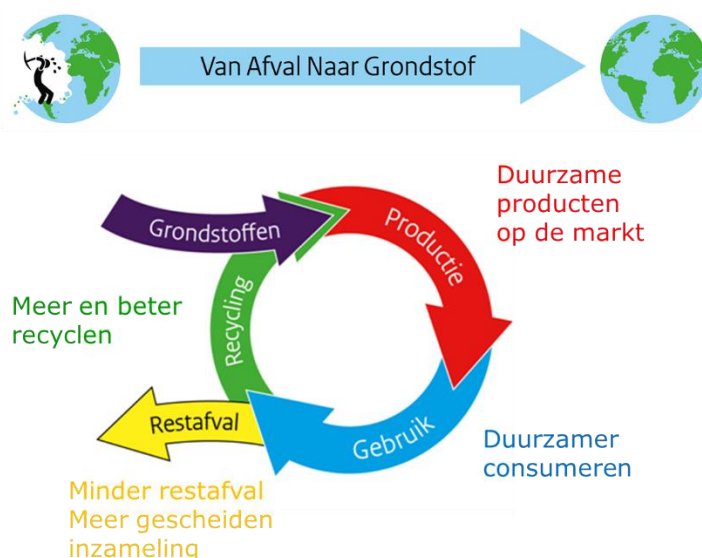 Van Afval Naar Grondstof
Grondstoffen
Productie
Duurzame
producten
op de markt
Recycling
Meer en beter
recyclen
Restafval
Gebruik
Duurzamer
consumeren
Minder restafval
Meer gescheiden
inzameling